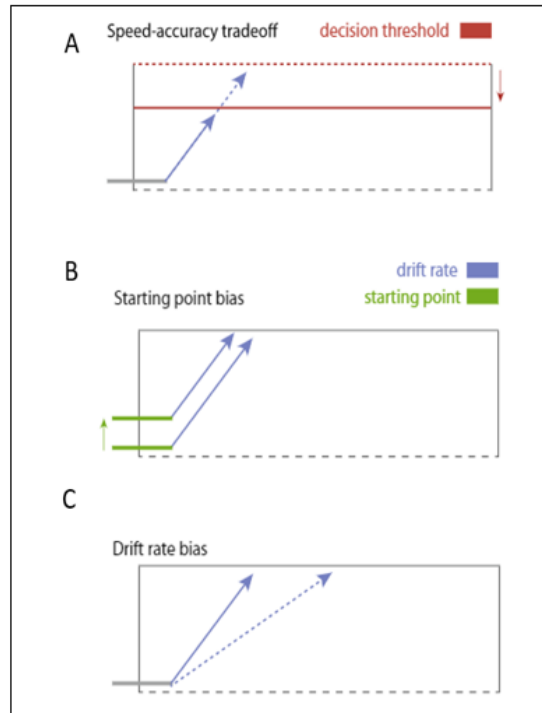 A
Speed-accuracy tradeoff
decision threshold
B
drift rate
Starting point bias
starting point
C
Drift rate bias